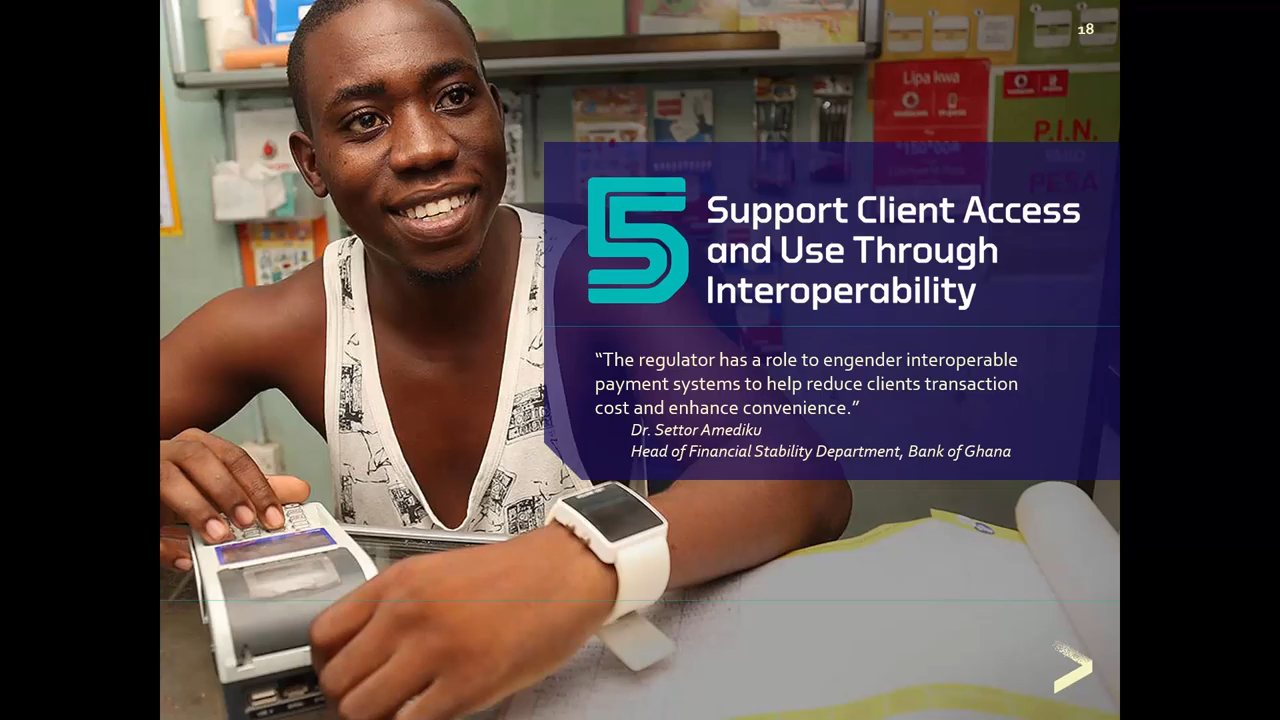 18
Lipa kwa
vodacom
P.I.N.
PESA
5
Support Client Access
and Use Through
Interoperability
“The regulator has a role to engender interoperable
payment systems to help reduce clients transaction
cost and enhance convenience.”
Dr. Settor Amediku
Head of Financial Stability Department, Bank of Ghana